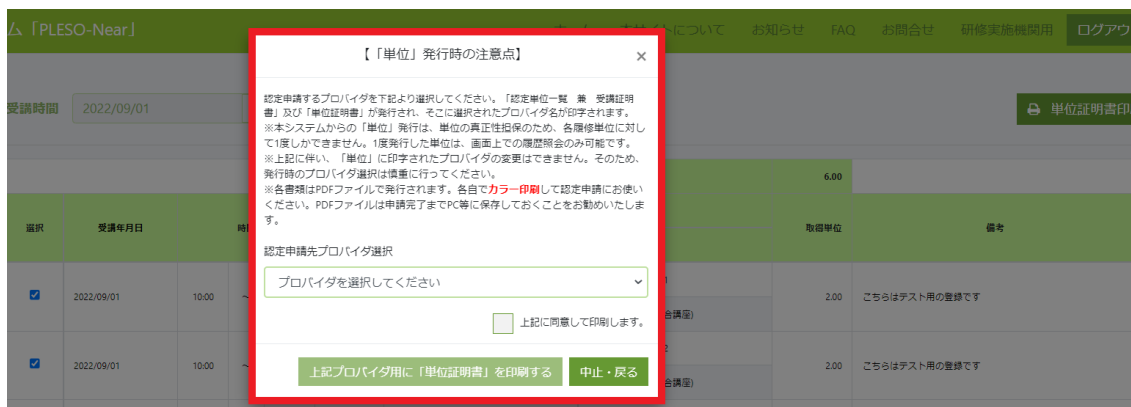 ム「PLESO-Near」
ホーム 本サイトについて お知らせ FAQ お問合せ 研修実施機関用 ログアウ
【「単位」発行時の注意点】 ×
受講時間 2022/09/01 単位証明書印
認定申請するプロバイダを下記より選択してください。「認定単位一覧 兼 受講証明
書」及び「単位証明書」が発行され、そこに選択されたプロバイダ名が印字されます。
※本システムからの「単位」発行は、単位の真正性担保のため、各履修単位に対し
て1度しかできません。1度発行した単位は、画面上での履歴照会のみ可能です。
※上記に伴い、「単位」に印字されたプロバイダの変更はできません。そのため、
発行時のプロバイダ選択は慎重に行ってください。
※各書類はPDFファイルで発行されます。各自でカラー印刷して認定申請にお使い
ください。PDFファイルは申請完了までPC等に保存しておくことをお勧めいたしま
す。
認定申請先プロバイダ選択
プロバイダを選択してください
上記に同意して印刷します。
上記プロバイダ用に「単位証明書」を印刷する 中止・戻る
6.00
選択 受講年月日 時 取得単位 備考
2022/09/01 10:00 ～ 1 2.00 こちらはテスト用の登録です
合講座)
2022/09/01 10:00 ～ 2 2.00 こちらはテスト用の登録です
合講座)